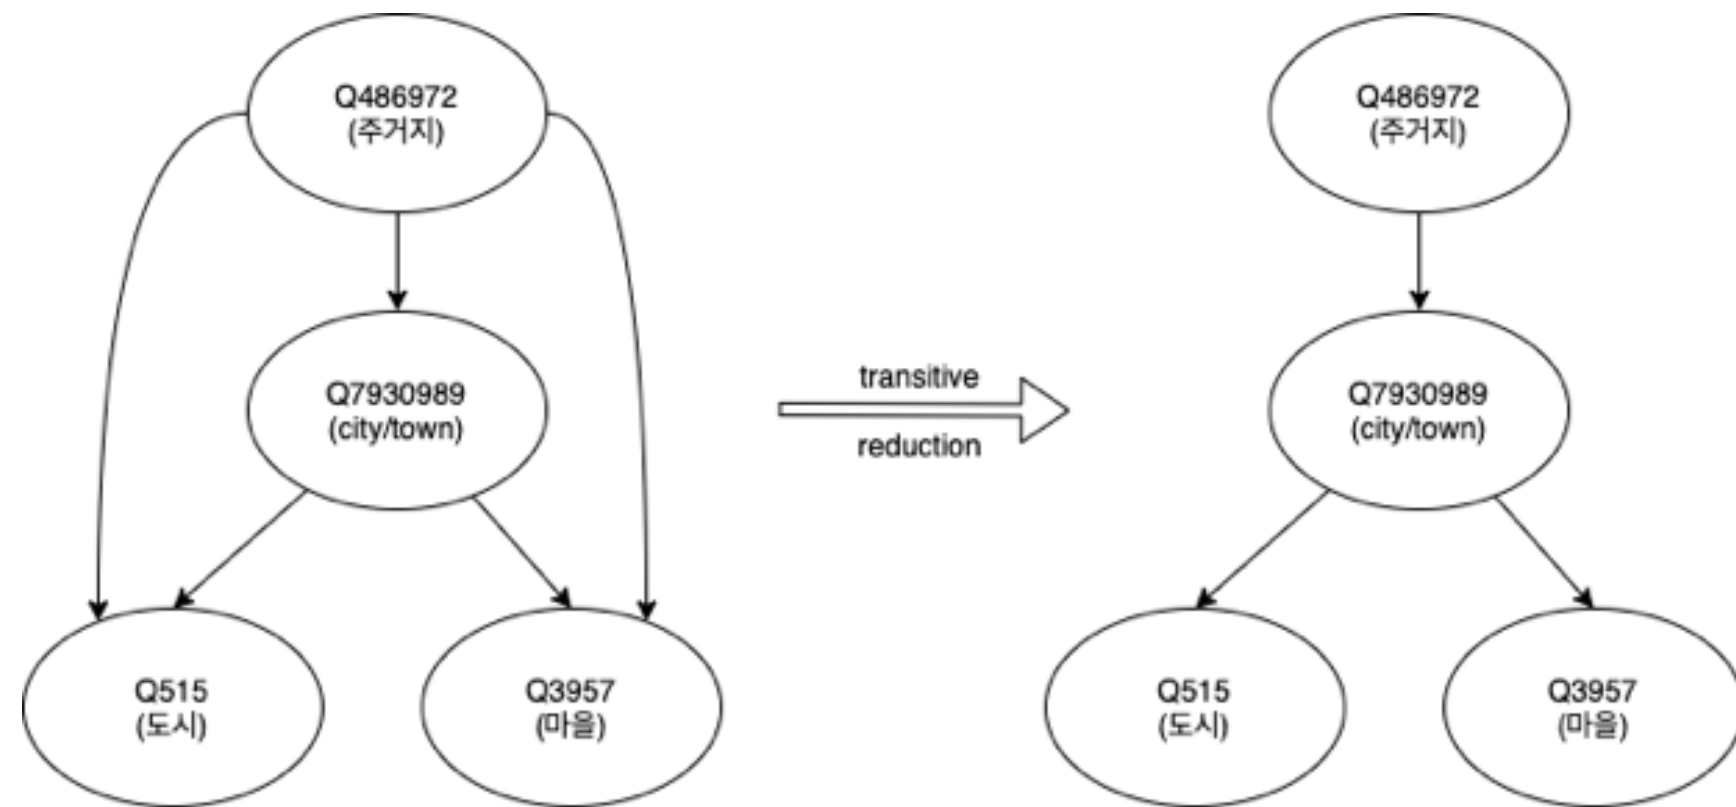 Q486972
(주거지)
Q7930989
(city/town)
Q515
(도시)
Q3957
(마을)
transitive
reduction
Q486972
(주거지)
Q7930989
(city/town)
Q515
(도시)
Q3957
(마을)